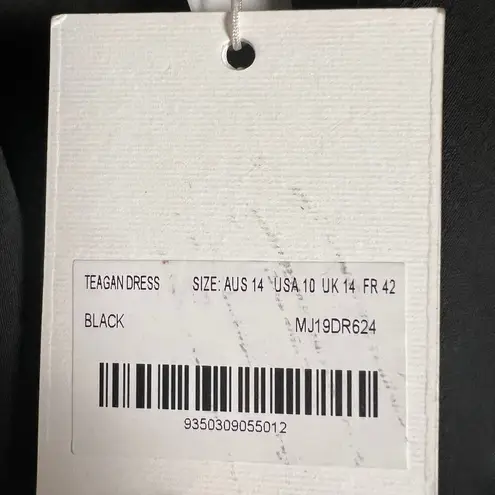 TEAGAN DRESS SIZE: AUS 14 USA 10 UK 14 FR 42
BLACK MJ19DR624
9350309055012